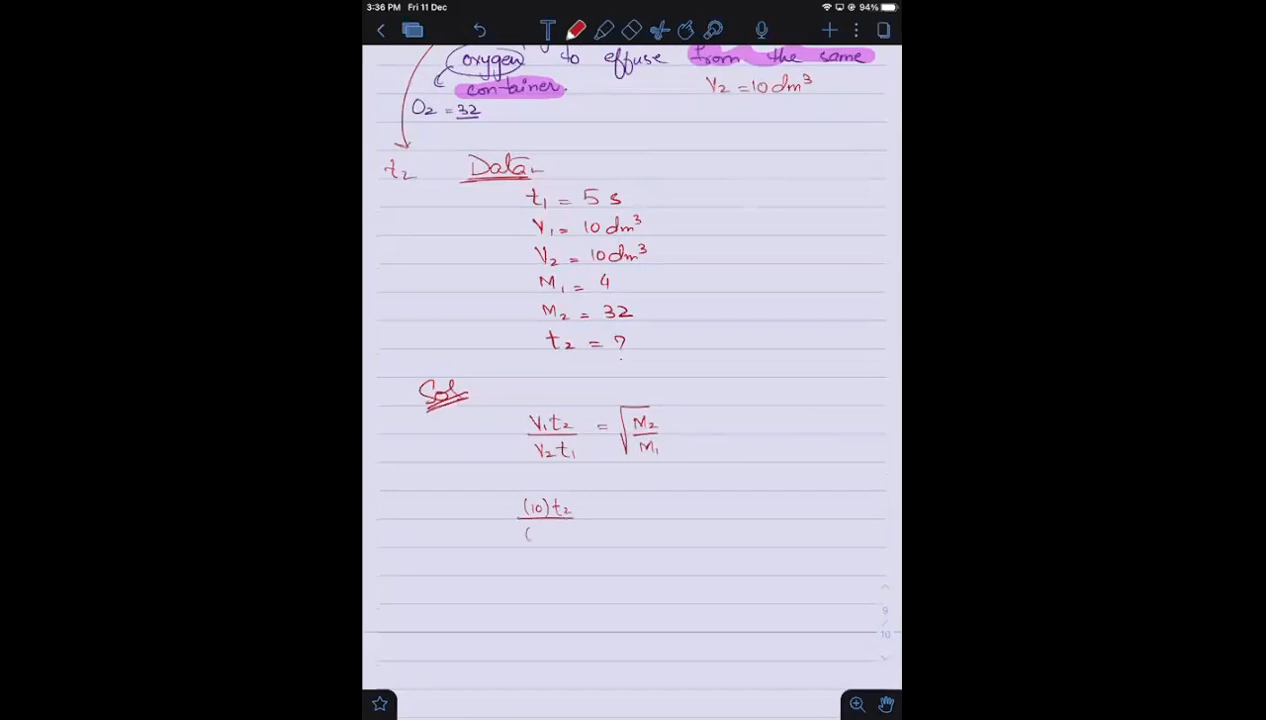 3:36 PM Fri 11 Dec
94%
oxygen to effuse from the same
container.
V₂ = 10 dm³
O₂ = 32
t₂
Data
t₁ = 5 s
V₁ = 10 dm³
V₂ = 10 dm³
M₁ = 4
M₂ = 32
t₂ = ?
Sol
V₁t₂ / V₂t₁ = √(M₂ / M₁)
(10)t₂
(
9
/
10